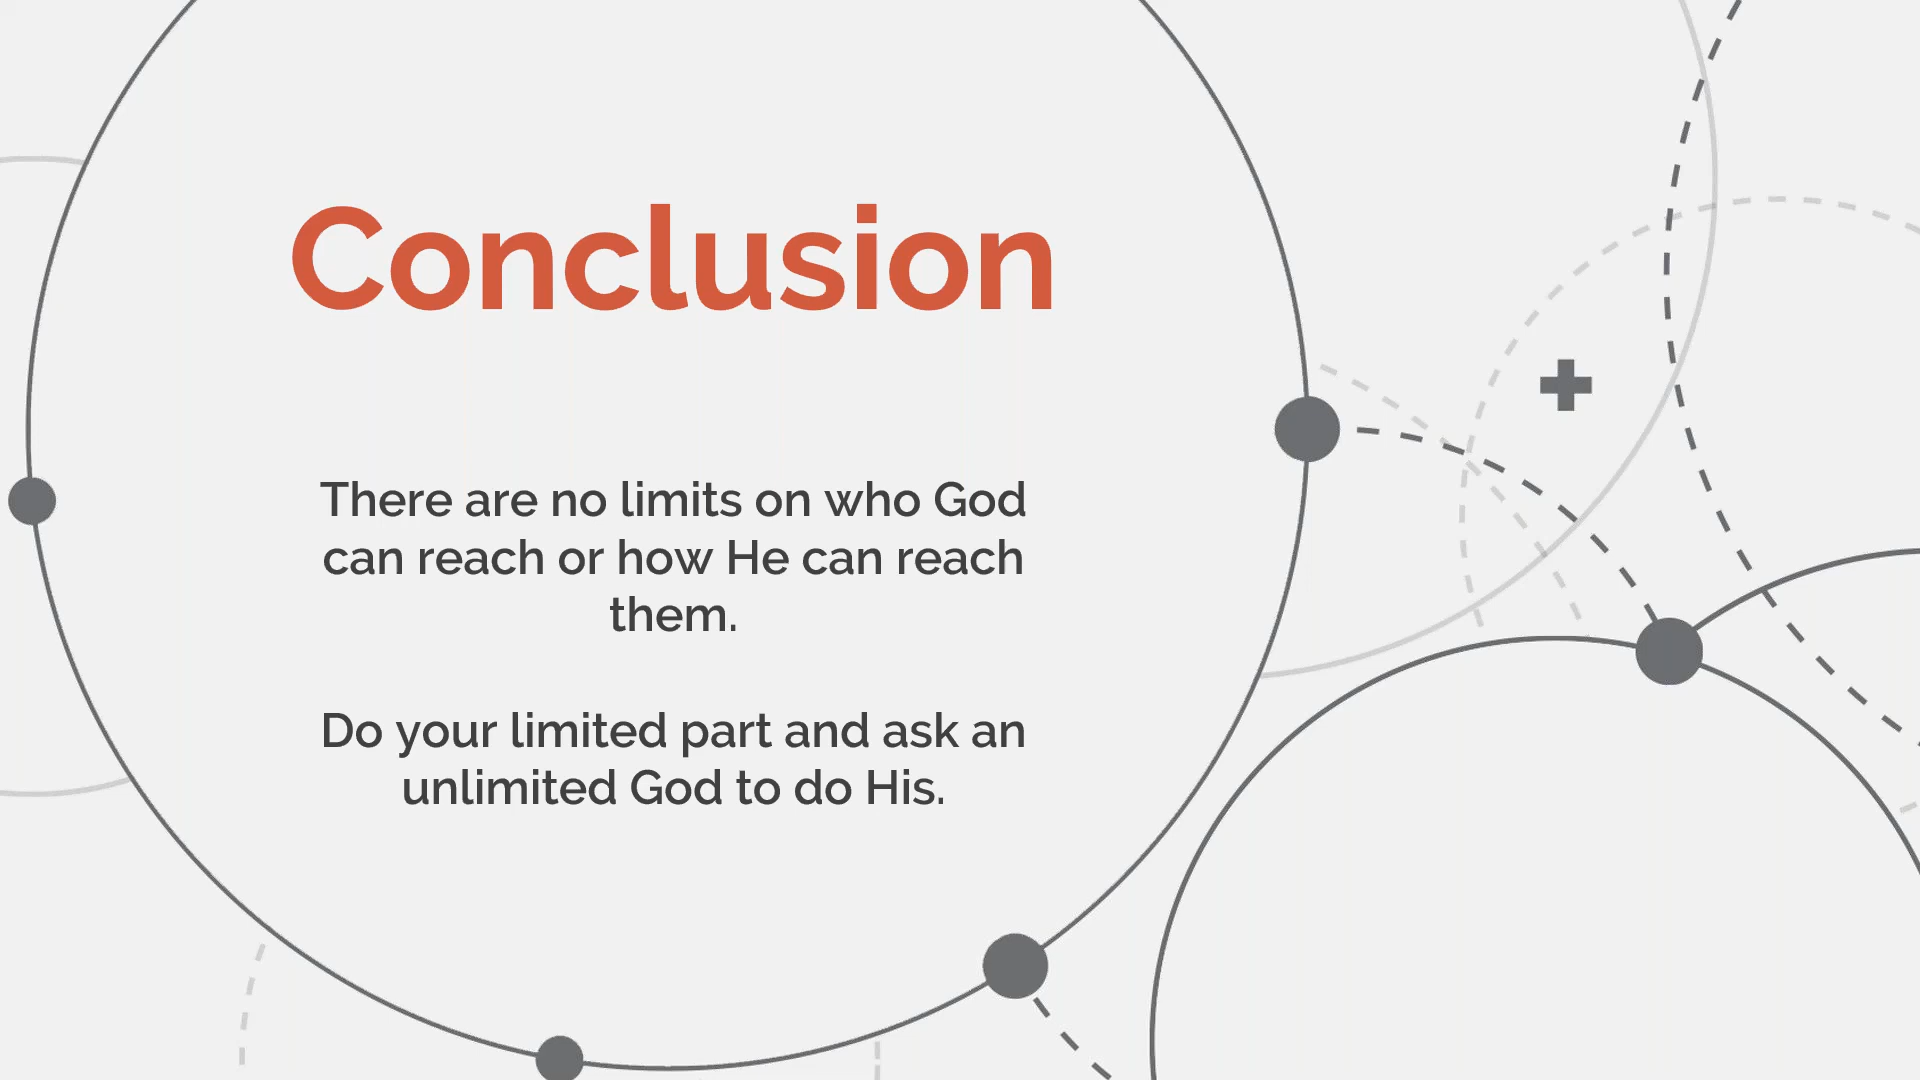 Conclusion
There are no limits on who God
can reach or how He can reach
them.
Do your limited part and ask an
unlimited God to do His.